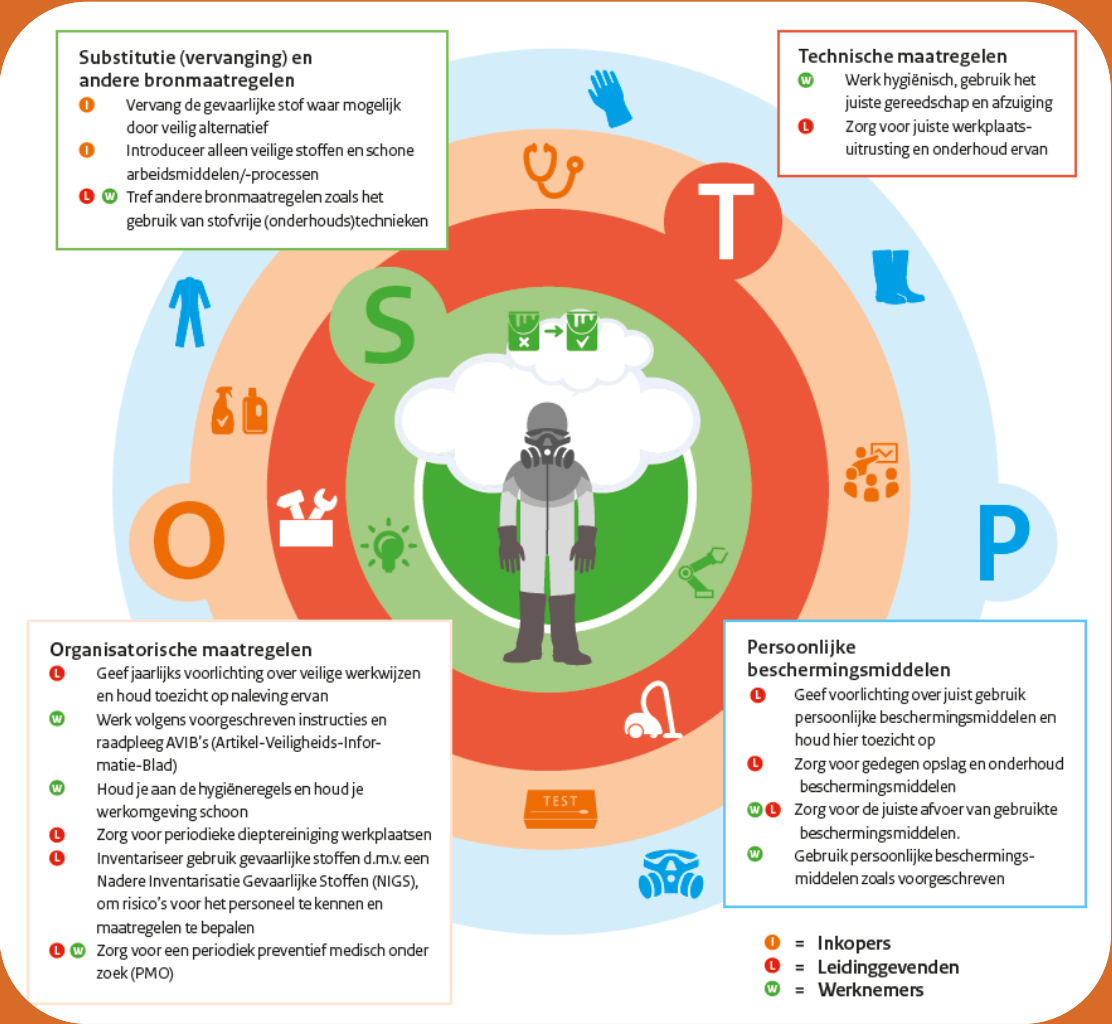 Substitutie (vervanging) en
andere bronmaatregelen
I Vervang de gevaarlijke stof waar mogelijk
door veilig alternatief
I Introduceer alleen veilige stoffen en schone
arbeidsmiddelen/-processen
L W Tref andere bronmaatregelen zoals het
gebruik van stofvrije (onderhouds)technieken
Technische maatregelen
W Werk hygiënisch, gebruik het
juiste gereedschap en afzuiging
L Zorg voor juiste werkplaats-
uitrusting en onderhoud ervan
T
S
O
P
TEST
Organisatorische maatregelen
L Geef jaarlijks voorlichting over veilige werkwijzen
en houd toezicht op naleving ervan
W Werk volgens voorgeschreven instructies en
raadpleeg AVIB's (Artikel-Veiligheids-Infor-
matie-Blad)
W Houd je aan de hygiëneregels en houd je
werkomgeving schoon
L Zorg voor periodieke dieptereiniging werkplaatsen
L Inventariseer gebruik gevaarlijke stoffen d.m.v. een
Nadere Inventarisatie Gevaarlijke Stoffen (NIGS),
om risico's voor het personeel te kennen en
maatregelen te bepalen
L W Zorg voor een periodiek preventief medisch onder
zoek (PMO)
Persoonlijke
beschermingsmiddelen
L Geef voorlichting over juist gebruik
persoonlijke beschermingsmiddelen en
houd hier toezicht op
L Zorg voor gedegen opslag en onderhoud
beschermingsmiddelen
W L Zorg voor de juiste afvoer van gebruikte
beschermingsmiddelen.
W Gebruik persoonlijke beschermings-
middelen zoals voorgeschreven
I = Inkopers
L = Leidinggevenden
W = Werknemers